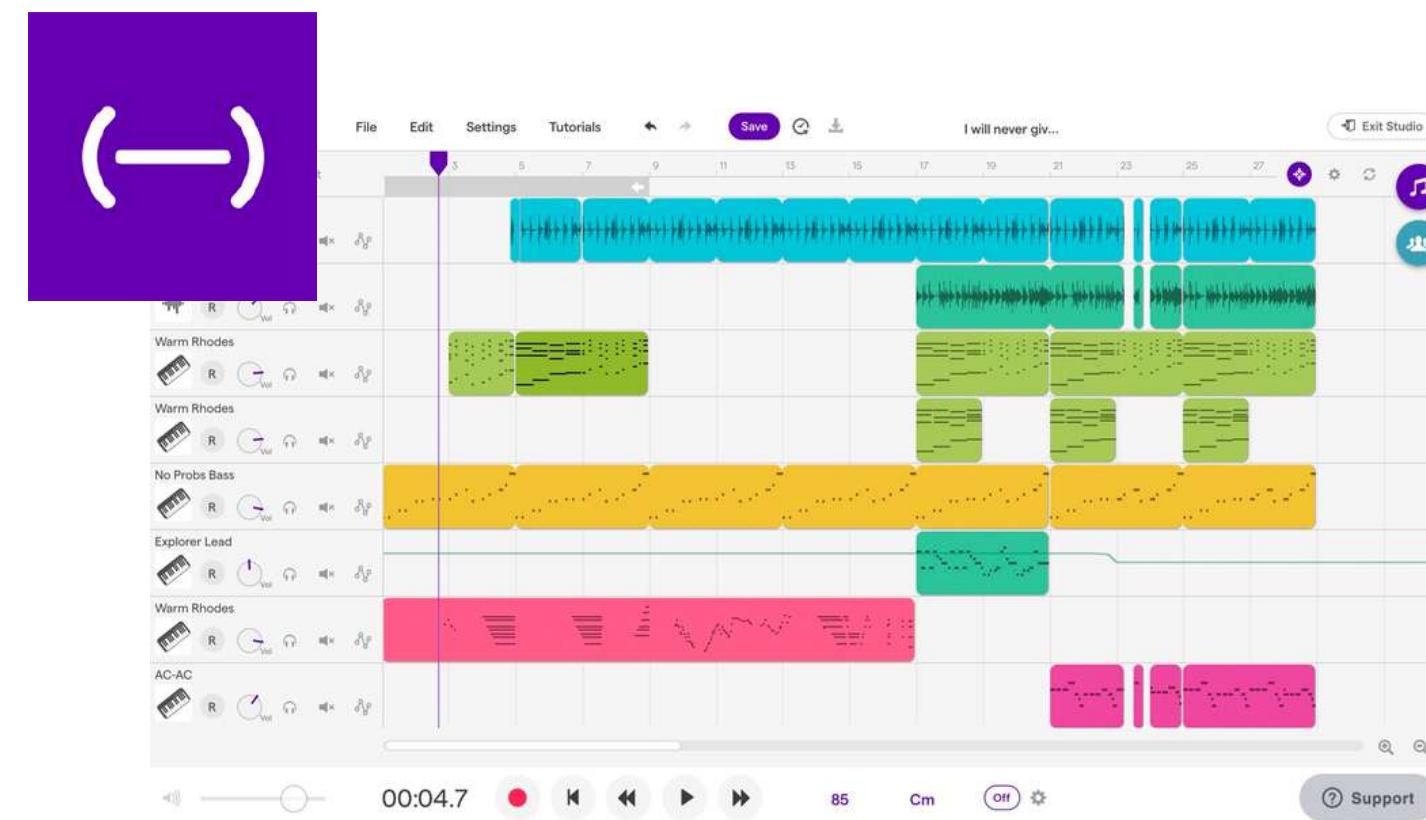 File Edit Settings Tutorials Save I will never giv... Exit Studio
3 5 7 9 11 13 15 17 19 21 23 25 27
R Vol
Warm Rhodes
R Vol
Warm Rhodes
R Vol
No Probs Bass
R Vol
Explorer Lead
R Vol
Warm Rhodes
R Vol
AC-AC
R Vol
00:04.7 85 Cm Off Support